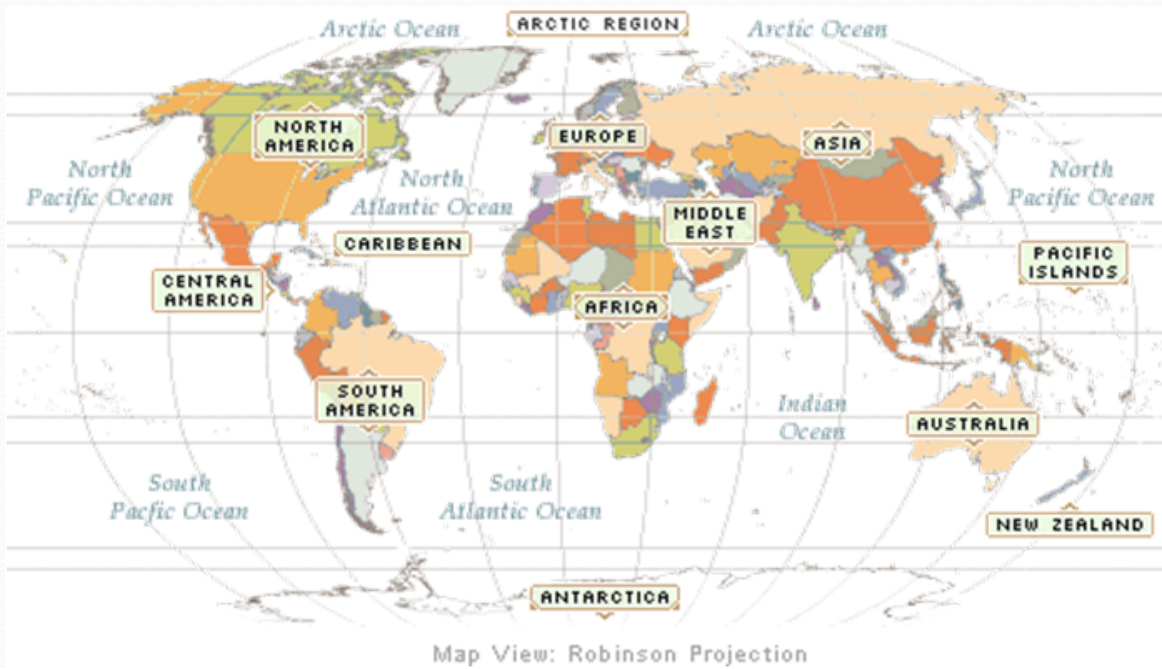 ARCTIC REGION
Arctic Ocean
Arctic Ocean
NORTH
AMERICA
EUROPE
ASIA
North
Pacific Ocean
North
Atlantic Ocean
North
Pacific Ocean
MIDDLE
EAST
CARIBBEAN
PACIFIC
ISLANDS
CENTRAL
AMERICA
AFRICA
SOUTH
AMERICA
Indian
Ocean
AUSTRALIA
South
Pacfic Ocean
South
Atlantic Ocean
NEW ZEALAND
ANTARCTICA
Map View: Robinson Projection